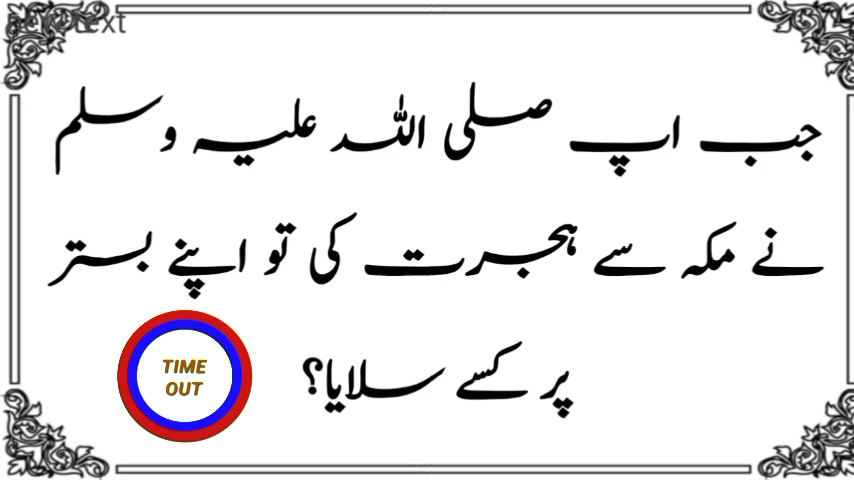 جب اپ صلی اللہ علیہ وسلم
نے مکہ سے ہجرت کی تو اپنے بستر
پر کسے سلایا؟
TIME
OUT